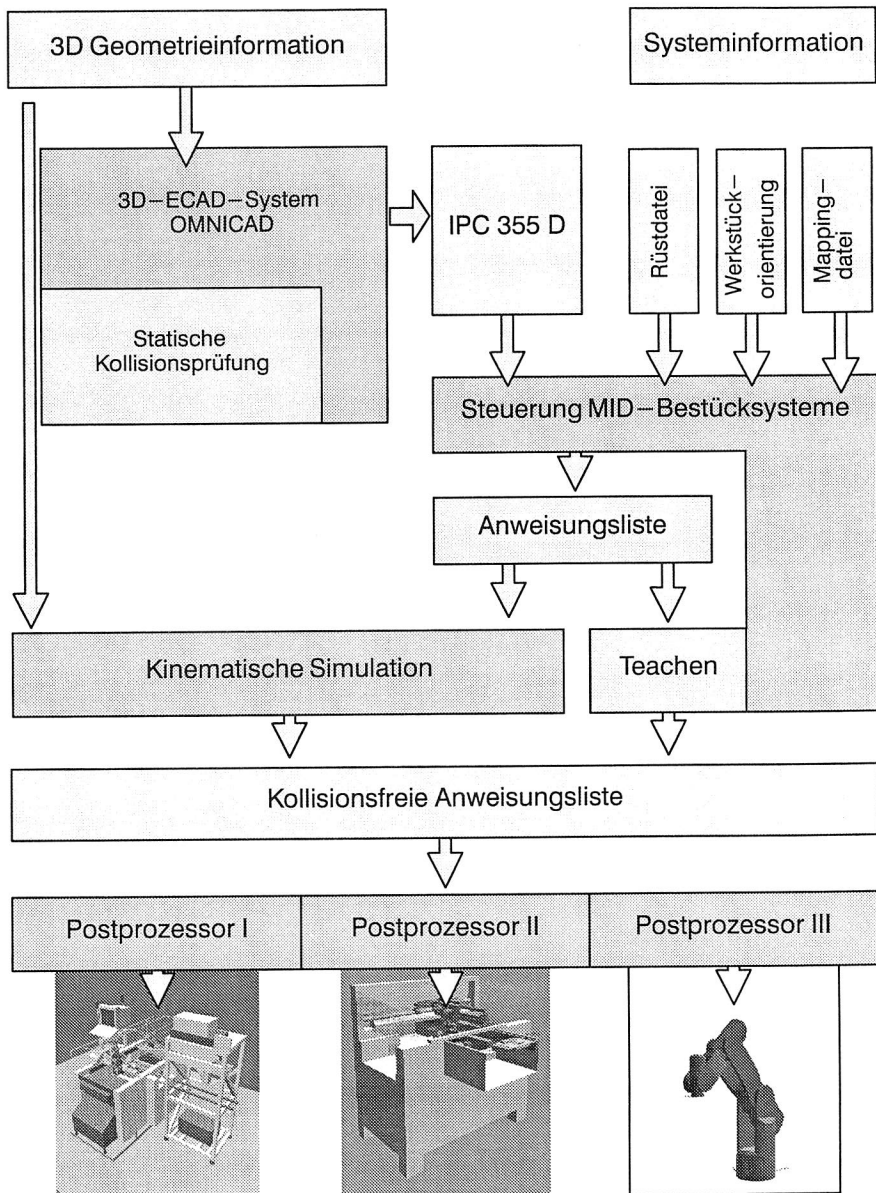 3D Geometrieinformation
Systeminformation
3D–ECAD–System
OMNICAD
IPC 355 D
Rüstdatei
Werkstück–
orientierung
Mapping–
datei
Statische
Kollisionsprüfung
Steuerung MID–Bestücksysteme
Anweisungsliste
Kinematische Simulation
Teachen
Kollisionsfreie Anweisungsliste
Postprozessor I
Postprozessor II
Postprozessor III